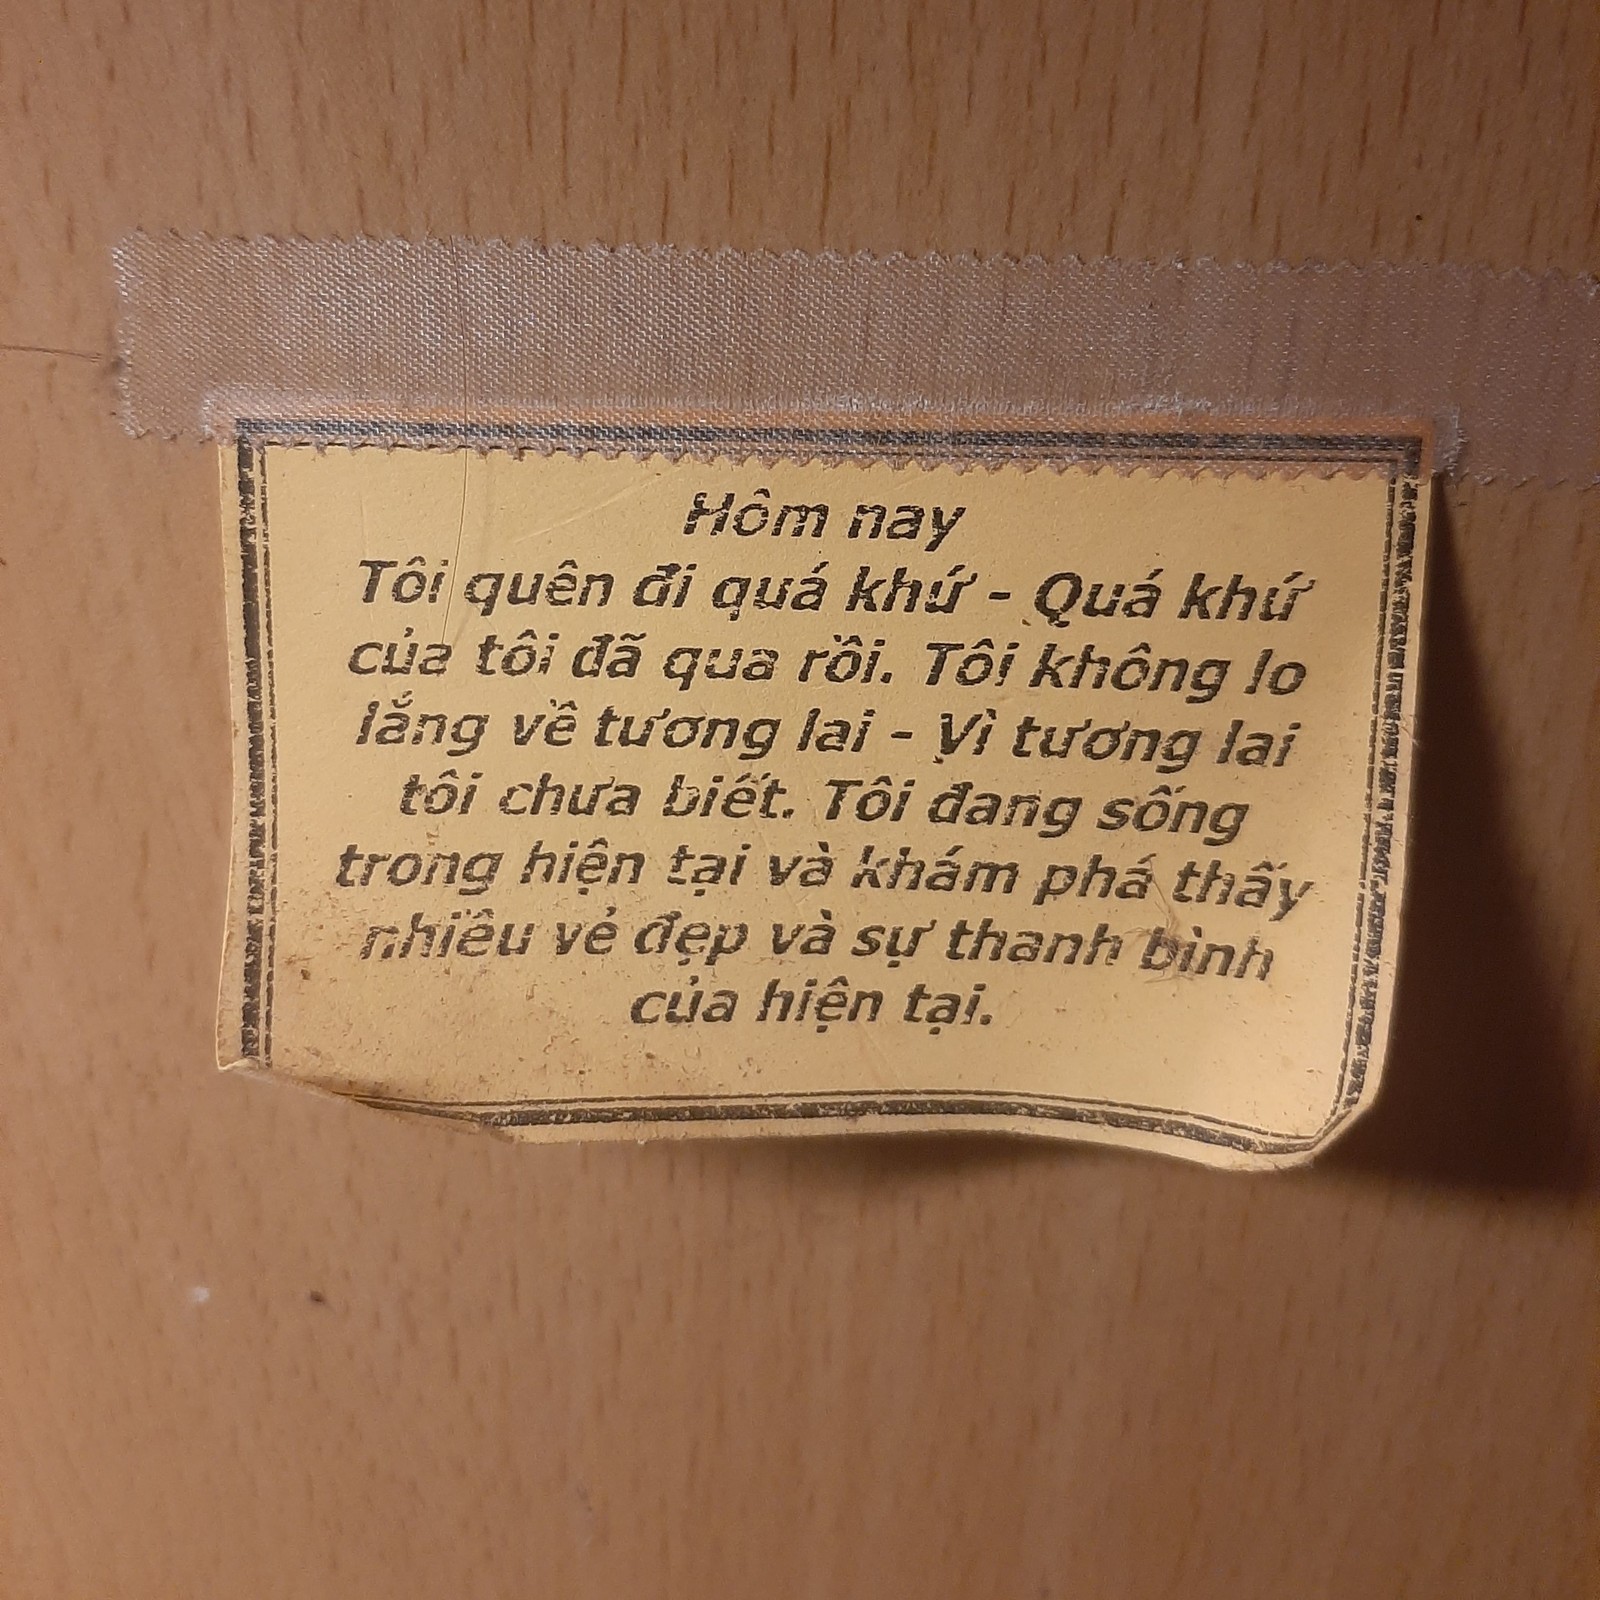 Hôm nay
Tôi quên đi quá khứ - Quá khứ
của tôi đã qua rồi. Tôi không lo
lắng về tương lai - Vì tương lai
tôi chưa biết. Tôi đang sống
trong hiện tại và khám phá thấy
nhiều vẻ đẹp và sự thanh bình
của hiện tại.